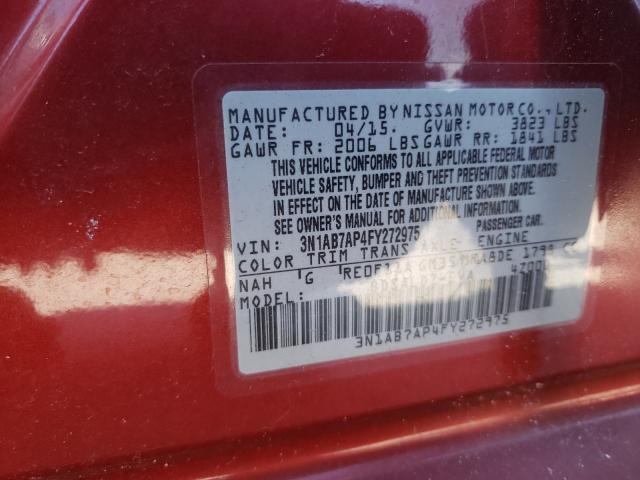 MANUFACTURED BY NISSAN MOTOR CO., LTD.
DATE: 04/15. GVWR: 3823 LBS
GAWR FR: 2006 LBS GAWR RR: 1841 LBS
THIS VEHICLE CONFORMS TO ALL APPLICABLE FEDERAL MOTOR
VEHICLE SAFETY, BUMPER AND THEFT PREVENTION STANDARDS
IN EFFECT ON THE DATE OF MANUFACTURE SHOWN ABOVE.
SEE OWNER'S MANUAL FOR ADDITIONAL INFORMATION.
VIN: 3N1AB7AP4FY272975 PASSENGER CAR.
COLOR TRIM TRANS AXLE ENGINE
NAH G
MODEL:
3N1AB7AP4FY272975